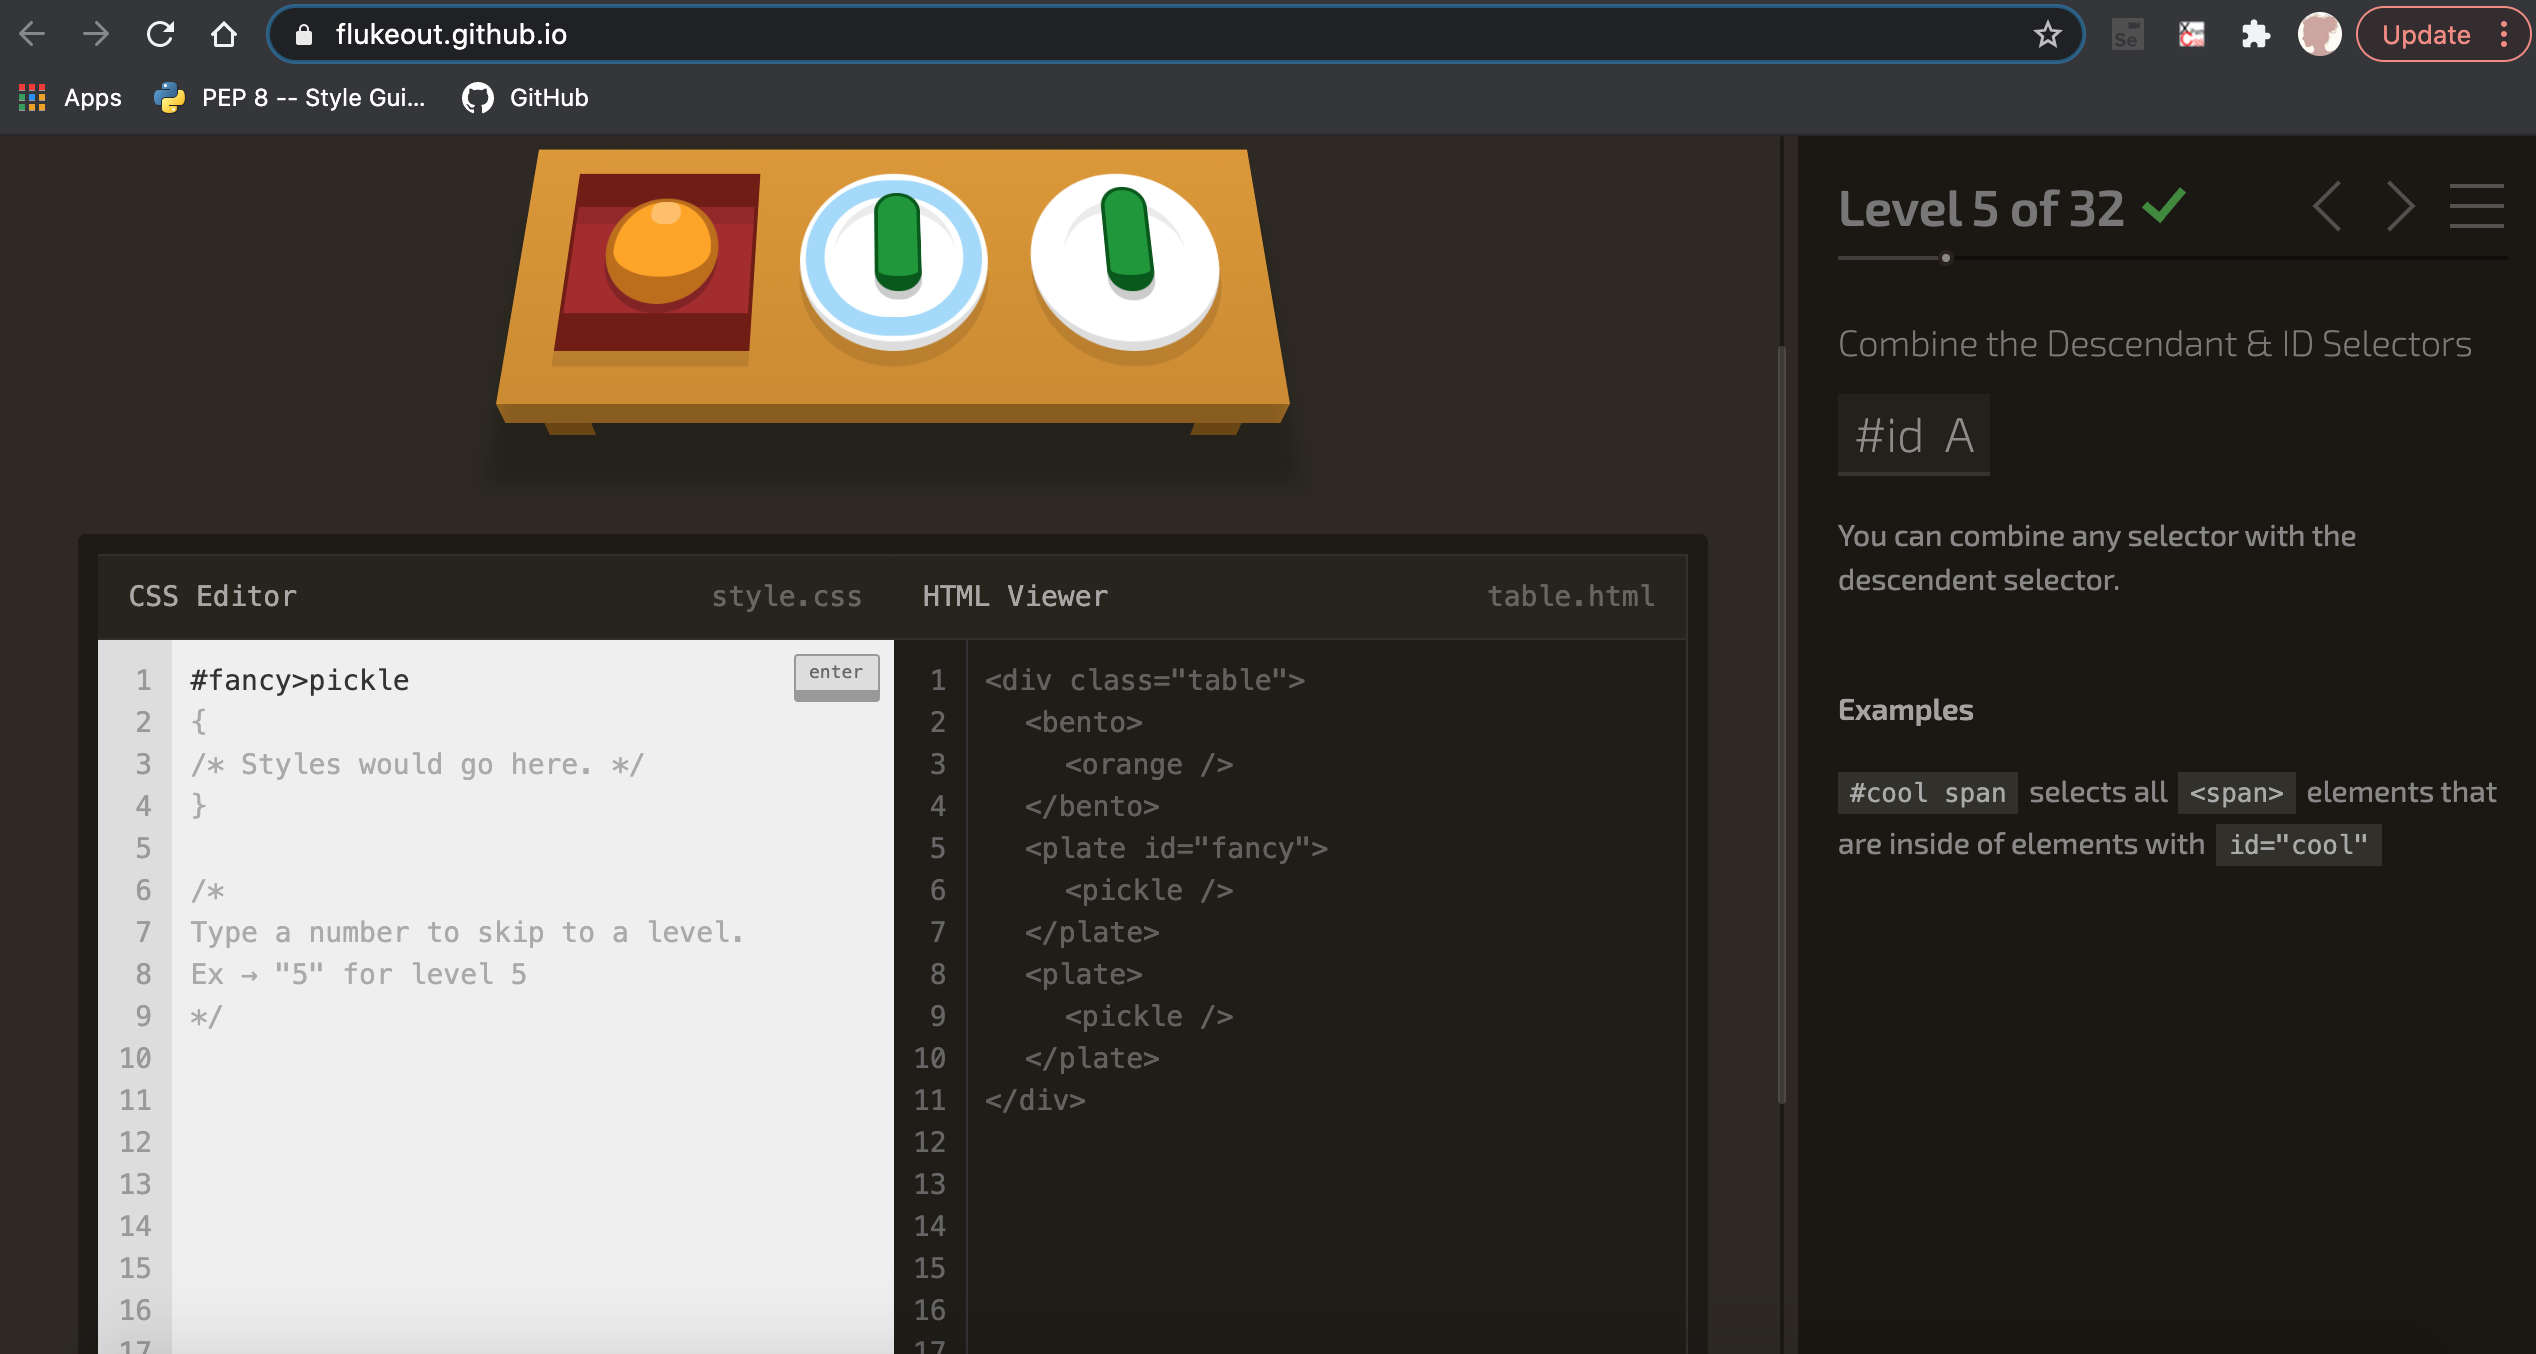 flukeout.github.io
Se
Update
Apps
PEP 8 -- Style Gui...
GitHub
Level 5 of 32
Combine the Descendant & ID Selectors
#id A
You can combine any selector with the
descendent selector.
Examples
#cool span selects all <span> elements that
are inside of elements with id="cool"
CSS Editor
style.css
1 #fancy>pickle
enter
2 {
3 /* Styles would go here. */
4 }
5
6 /*
7 Type a number to skip to a level.
8 Ex → "5" for level 5
9 */
10
11
12
13
14
15
16
17
HTML Viewer
table.html
1 <div class="table">
2 <bento>
3 <orange />
4 </bento>
5 <plate id="fancy">
6 <pickle />
7 </plate>
8 <plate>
9 <pickle />
10 </plate>
11 </div>
12
13
14
15
16
17